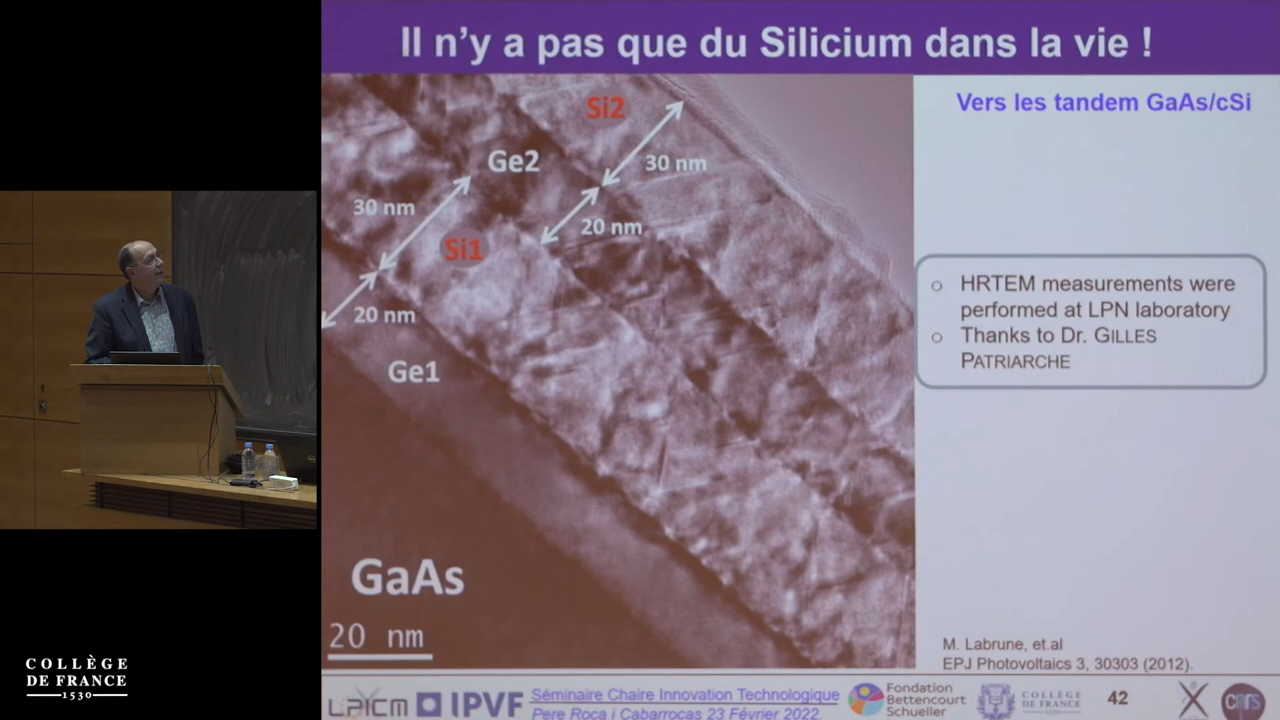 Il n'y a pas que du Silicium dans la vie !
Vers les tandem GaAs/cSi
Si2
Ge2
30 nm
30 nm
20 nm
Si1
20 nm
Ge1
GaAs
20 nm
HRTEM measurements were
performed at LPN laboratory
Thanks to Dr. GILLES
PATRIARCHE
M. Labrune, et.al
EPJ Photovoltaics 3, 30303 (2012).
LPICM
IPVF
Séminaire Chaire Innovation Technologique
Pere Roca i Cabarrocas 23 Février 2022.
Fondation
Bettencourt
Schueller
COLLÈGE
DE FRANCE
42
X
cnrs
COLLÈGE
DE FRANCE
1530